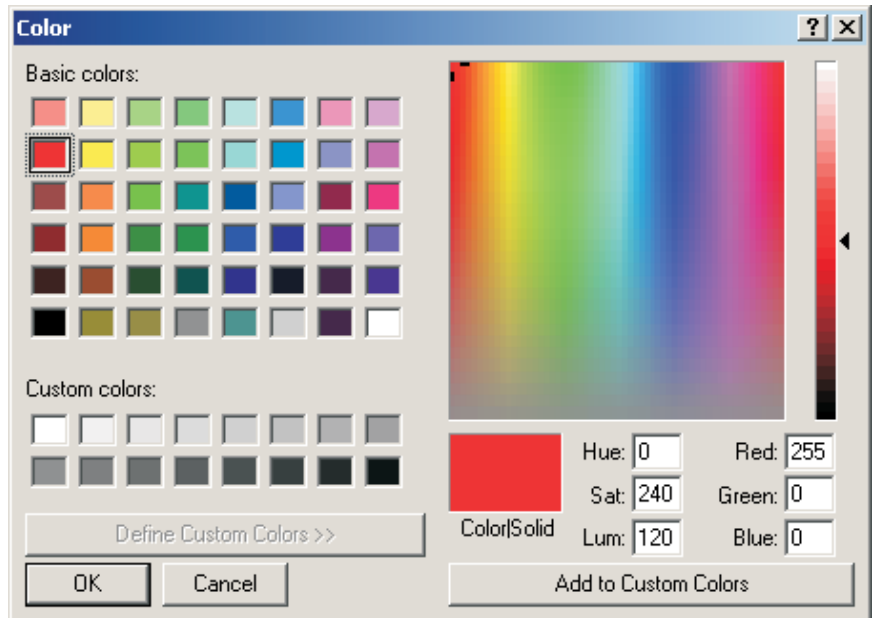 Color
Basic colors:
Custom colors:
Define Custom Colors >>
OK Cancel
Hue: 0 Red: 255
Sat: 240 Green: 0
Color|Solid Lum: 120 Blue: 0
Add to Custom Colors